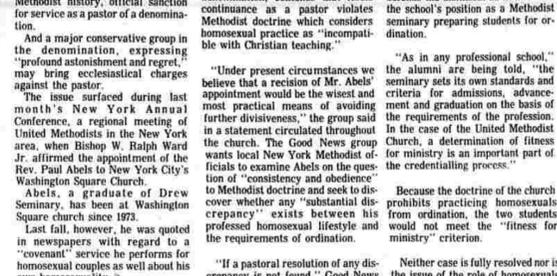 Methodist history, official sanction
for service as a pastor of a denomina-
tion.
And a major conservative group in
the denomination, expressing
"profound astonishment and regret,"
may bring ecclesiastical charges
against the pastor.
The issue surfaced during last
month's New York Annual
Conference, a regional meeting of
United Methodists in the New York
area, when Bishop W. Ralph Ward
Jr. affirmed the appointment of the
Rev. Paul Abels to New York City's
Washington Square Church.
Abels, a graduate of Drew
Seminary, has been at Washington
Square church since 1973.
Last fall, however, he was quoted
in newspapers with regard to a
"covenant" service he performs for
homosexual couples as well about his
continuance as a pastor violates
Methodist doctrine which considers
homosexual practice as "incompati-
ble with Christian teaching."
"Under present circumstances we
believe that a recision of Mr. Abels'
appointment would be the wisest and
most practical means of avoiding
further divisiveness," the group said
in a statement circulated throughout
the church. The Good News group
wants local New York Methodist of-
ficials to examine Abels on the ques-
tion of "consistency and obedience"
to Methodist doctrine and seek to dis-
cover whether any "substantial dis-
crepancy" exists between his
professed homosexual lifestyle and
the requirements of ordination.
"If a pastoral resolution of any dis-
crepancy is not found," Good News
the school's position as a Methodist
seminary preparing students for or-
dination.
"As in any professional school,"
the alumni are being told, "the
seminary sets its own standards and
criteria for admissions, advance-
ment and graduation on the basis of
the requirements of the profession.
In the case of the United Methodist
Church, a determination of fitness
for ministry is an important part of
the credentialling process."
Because the doctrine of the church
prohibits practicing homosexuals
from ordination, the two students
would not meet the "fitness for
ministry" criterion.
Neither case is fully resolved nor is
the issue of the role of homosexuals